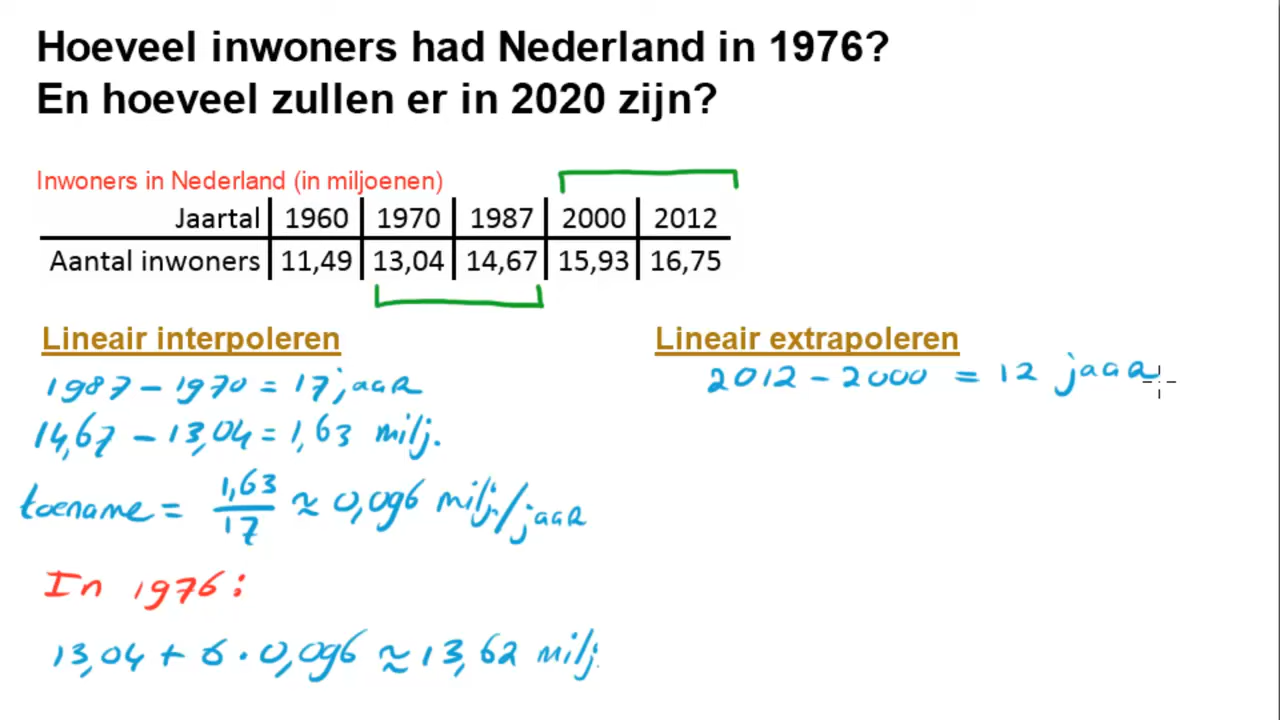 Hoeveel inwoners had Nederland in 1976?
En hoeveel zullen er in 2020 zijn?
Inwoners in Nederland (in miljoenen)
Jaartal 1960 1970 1987 2000 2012
Aantal inwoners 11,49 13,04 14,67 15,93 16,75
Lineair interpoleren
1987 - 1970 = 17 jaar
14,67 - 13,04 = 1,63 milj.
toename = 1,63/17 ≈ 0,096 milj./jaar
In 1976:
13,04 + 6 · 0,096 ≈ 13,62 milj.
Lineair extrapoleren
2012 - 2000 = 12 jaar